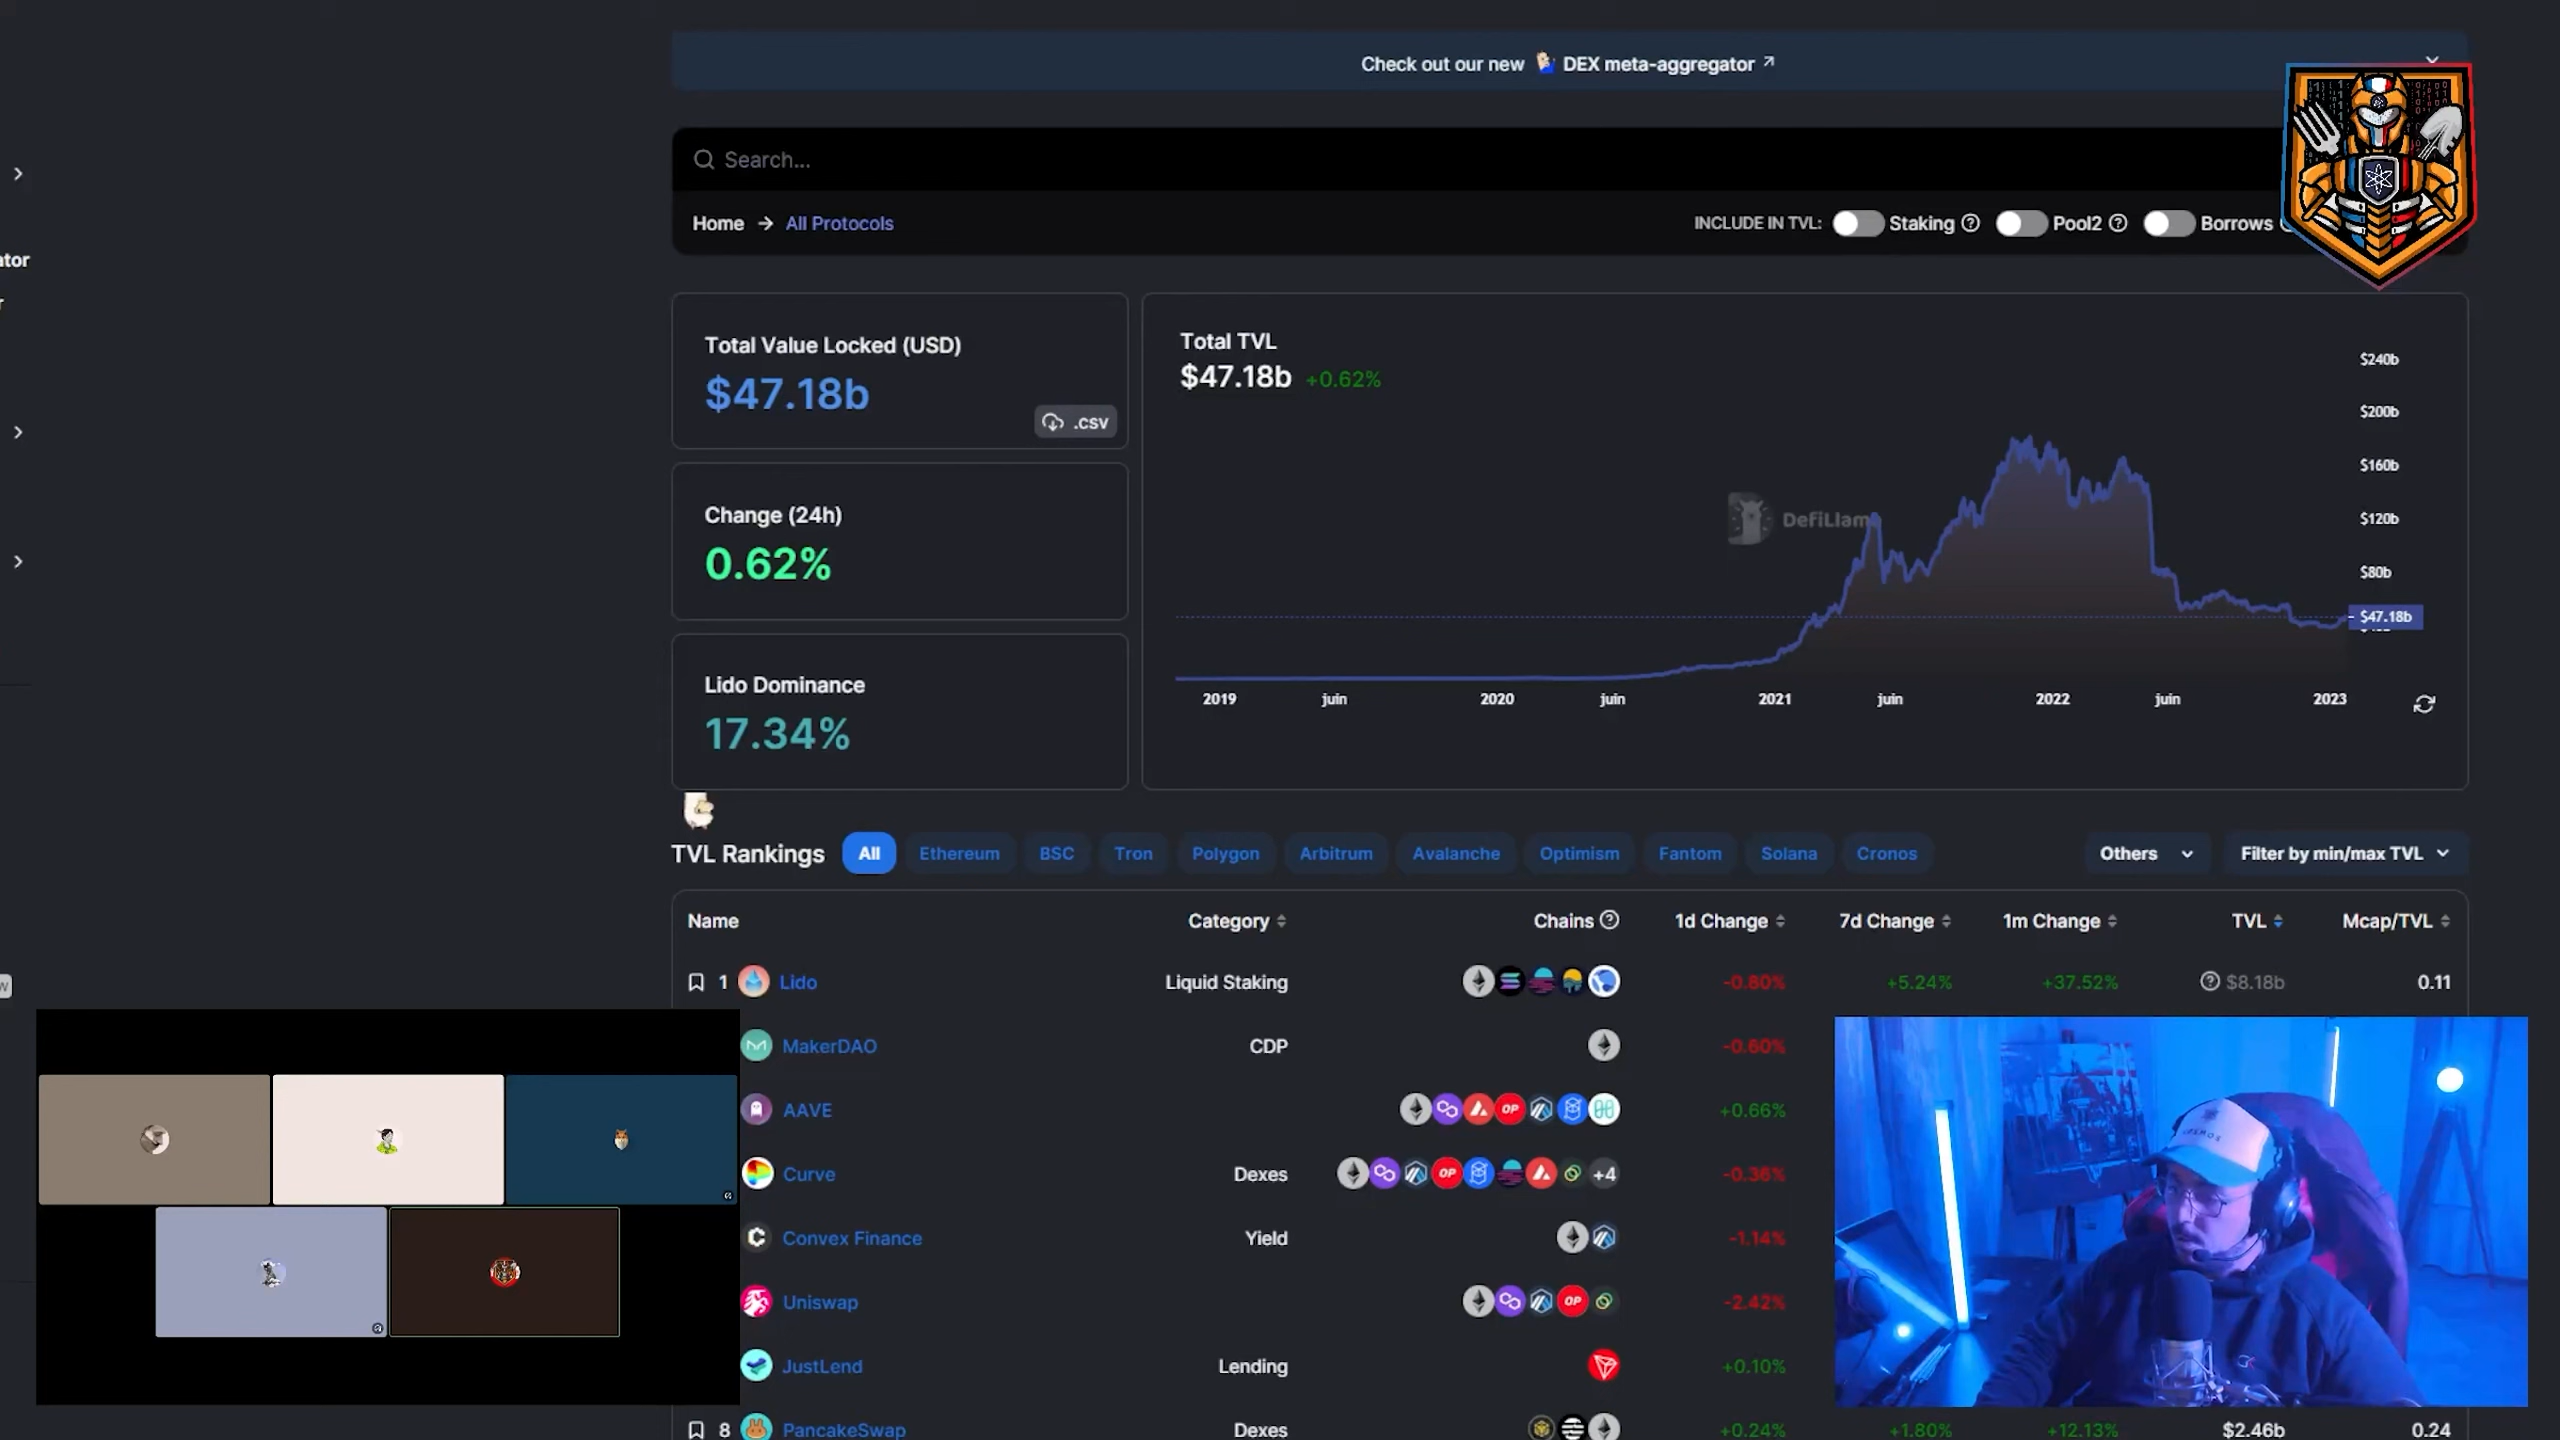 Check out our new DEX meta-aggregator
Search...
Home → All Protocols
INCLUDE IN TVL: Staking Pool2 Borrows
ator
Total Value Locked (USD)
$47.18b
.csv
Change (24h)
0.62%
Lido Dominance
17.34%
Total TVL
$47.18b +0.62%
$240b
$200b
$160b
$120b
$80b
$47.18b
2019 juin 2020 juin 2021 juin 2022 juin 2023
TVL Rankings All Ethereum BSC Tron Polygon Arbitrum Avalanche Optimism Fantom Solana Cronos Others Filter by min/max TVL
Name Category Chains 1d Change 7d Change 1m Change TVL Mcap/TVL
1 Lido Liquid Staking -0.80% +5.24% +37.52% $8.18b 0.11
MakerDAO CDP -0.60%
AAVE OP +0.66%
Curve Dexes OP +4 -0.36%
Convex Finance Yield -1.14%
Uniswap OP -2.42%
JustLend Lending +0.10%
8 PancakeSwap Dexes +0.24% +1.80% +12.13% $2.46b 0.24